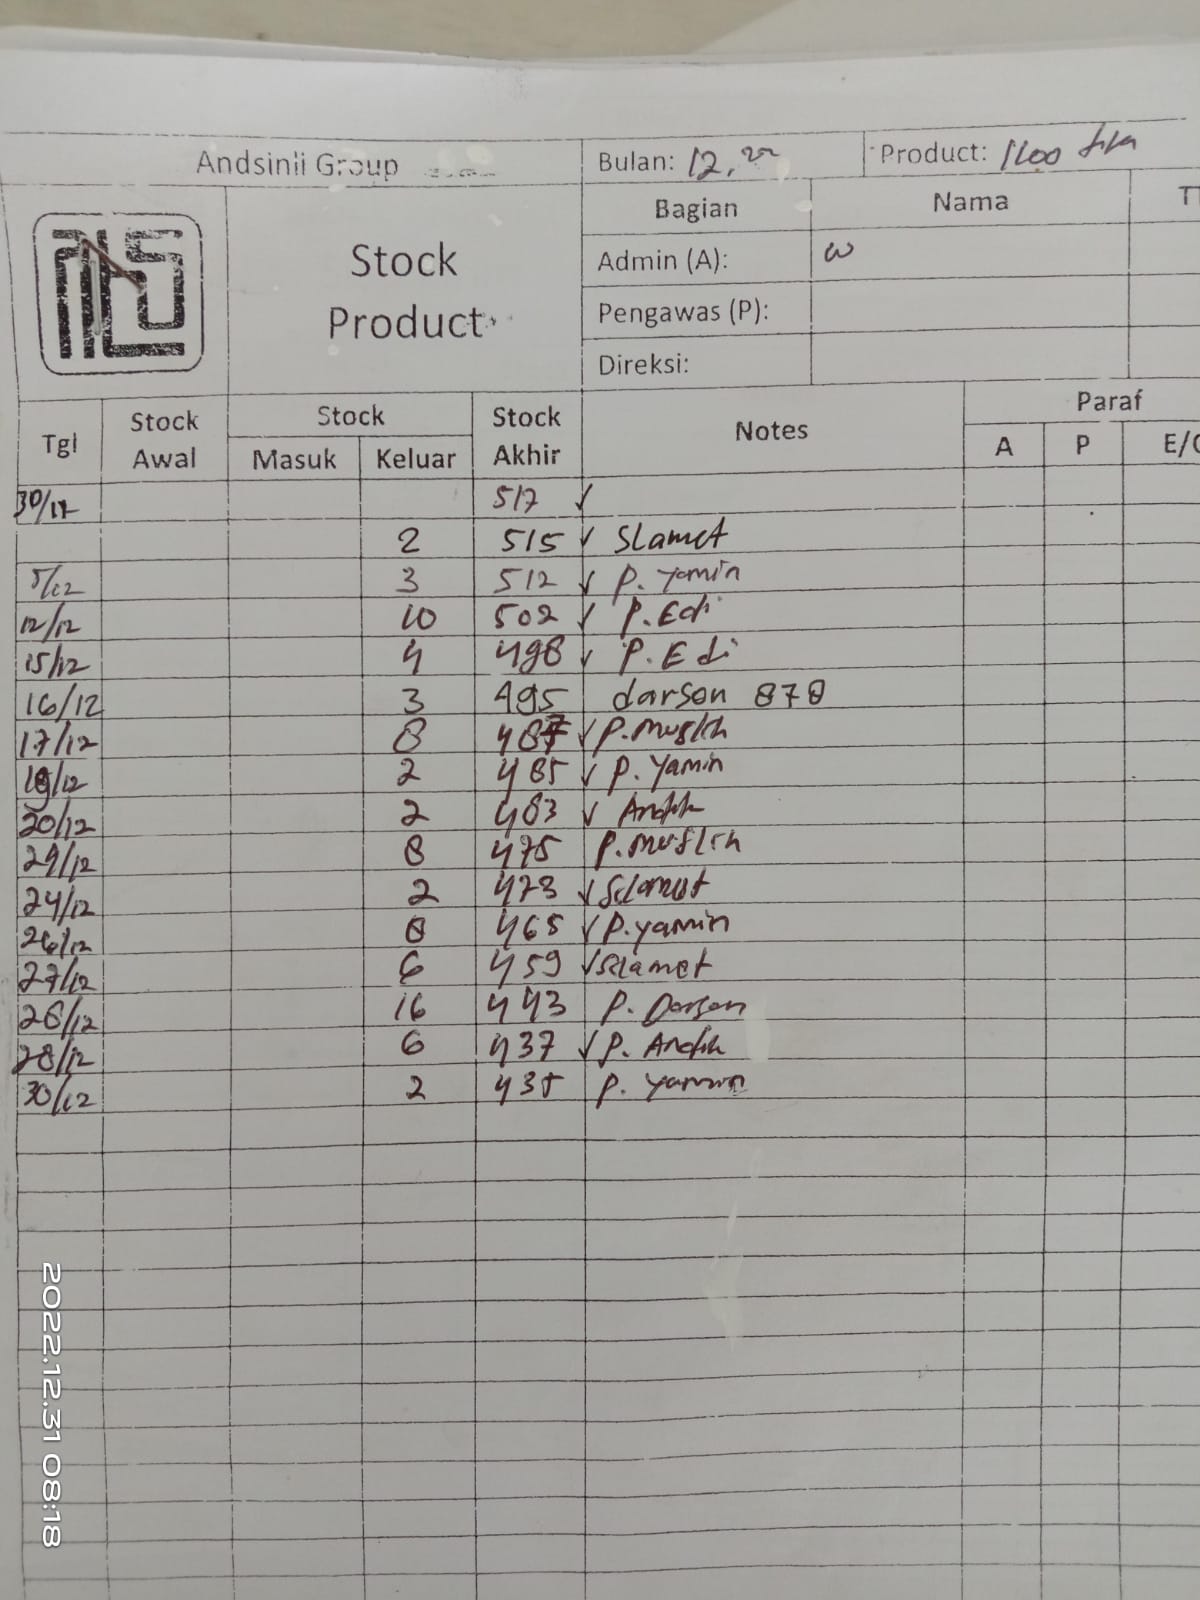 Andsinii Group
Bulan: 12, 22
Product: 1100
Stock Product
Bagian Nama
Admin (A):
Pengawas (P):
Direksi:
Tgl Stock Awal Stock Masuk Keluar Stock Akhir Notes Paraf A P
30/12 517 ✓
2 515 ✓ Slamet
5/12 3 512 ✓ P. Yamin
12/12 10 502 ✓ P. Edi
15/12 4 498 ✓ P. Edi
16/12 3 495 darson 878
17/12 8 487 ✓ P. Muslih
19/12 2 485 ✓ P. Yamin
20/12 2 483 ✓ Andik
8 475 P. Muslih
24/12 2 473 ✓ Slamet
26/12 8 465 ✓ P. yamin
27/12 6 459 ✓ Slamet
28/12 16 443 P. Darson
28/12 6 437 ✓ P. Andik
30/12 2 435 P. yamin
2022.12.31 08:18